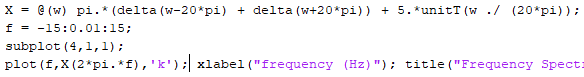 X = @(w) pi.*(delta(w-20*pi) + delta(w+20*pi)) + 5.*unitT(w ./ (20*pi));
f = -15:0.01:15;
subplot(4,1,1);
plot(f,X(2*pi.*f),'k'); xlabel("frequency (Hz)"); title("Frequency Spect